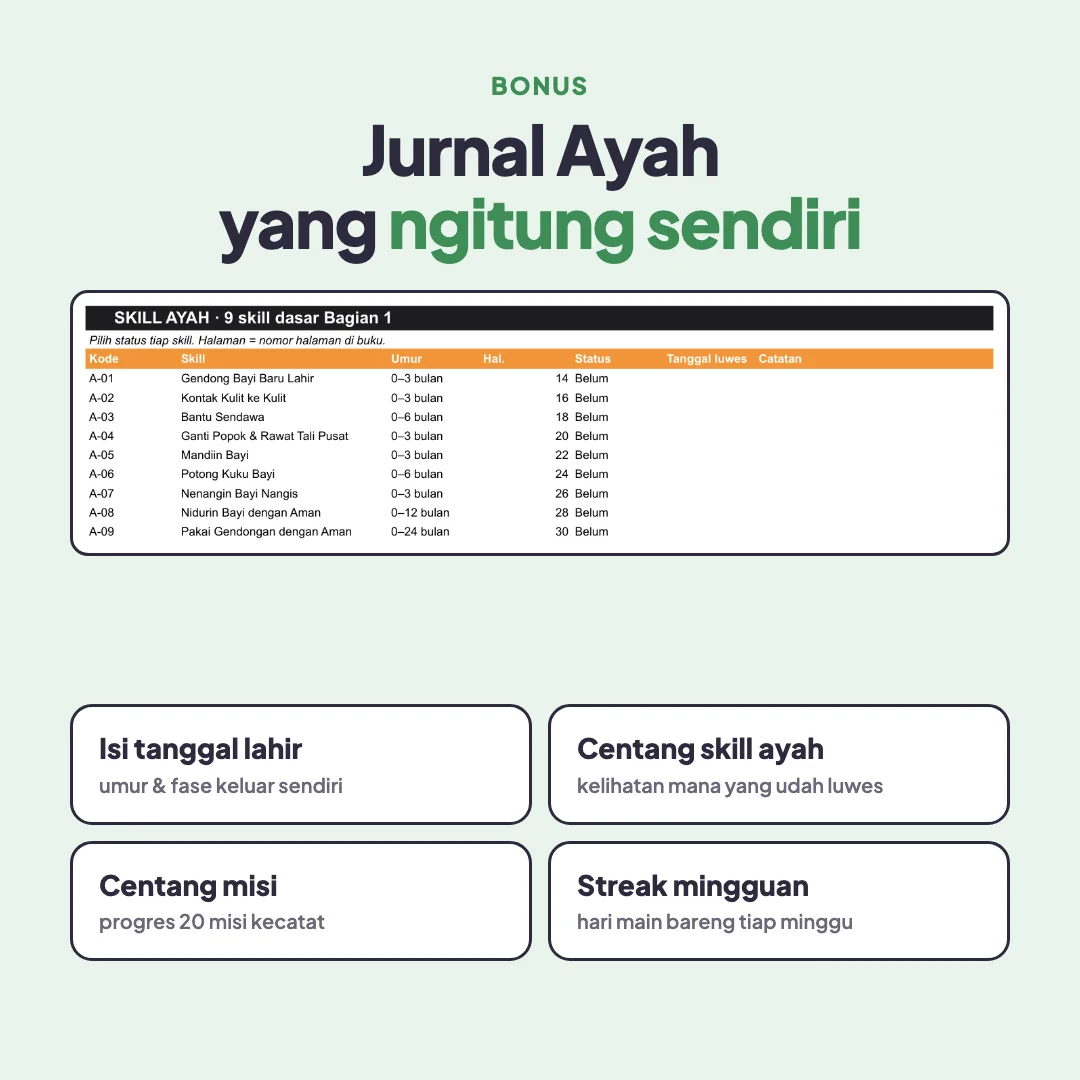 BONUS
Jurnal Ayah
yang ngitung sendiri
SKILL AYAH · 9 skill dasar Bagian 1
Pilih status tiap skill. Halaman = nomor halaman di buku.
Kode Skill Umur Hal. Status Tanggal luwes Catatan
A-01 Gendong Bayi Baru Lahir 0–3 bulan 14 Belum
A-02 Kontak Kulit ke Kulit 0–3 bulan 16 Belum
A-03 Bantu Sendawa 0–6 bulan 18 Belum
A-04 Ganti Popok & Rawat Tali Pusat 0–3 bulan 20 Belum
A-05 Mandiin Bayi 0–3 bulan 22 Belum
A-06 Potong Kuku Bayi 0–6 bulan 24 Belum
A-07 Nenangin Bayi Nangis 0–3 bulan 26 Belum
A-08 Nidurin Bayi dengan Aman 0–12 bulan 28 Belum
A-09 Pakai Gendongan dengan Aman 0–24 bulan 30 Belum
Isi tanggal lahir
umur & fase keluar sendiri
Centang skill ayah
kelihatan mana yang udah luwes
Centang misi
progres 20 misi kecatat
Streak mingguan
hari main bareng tiap minggu